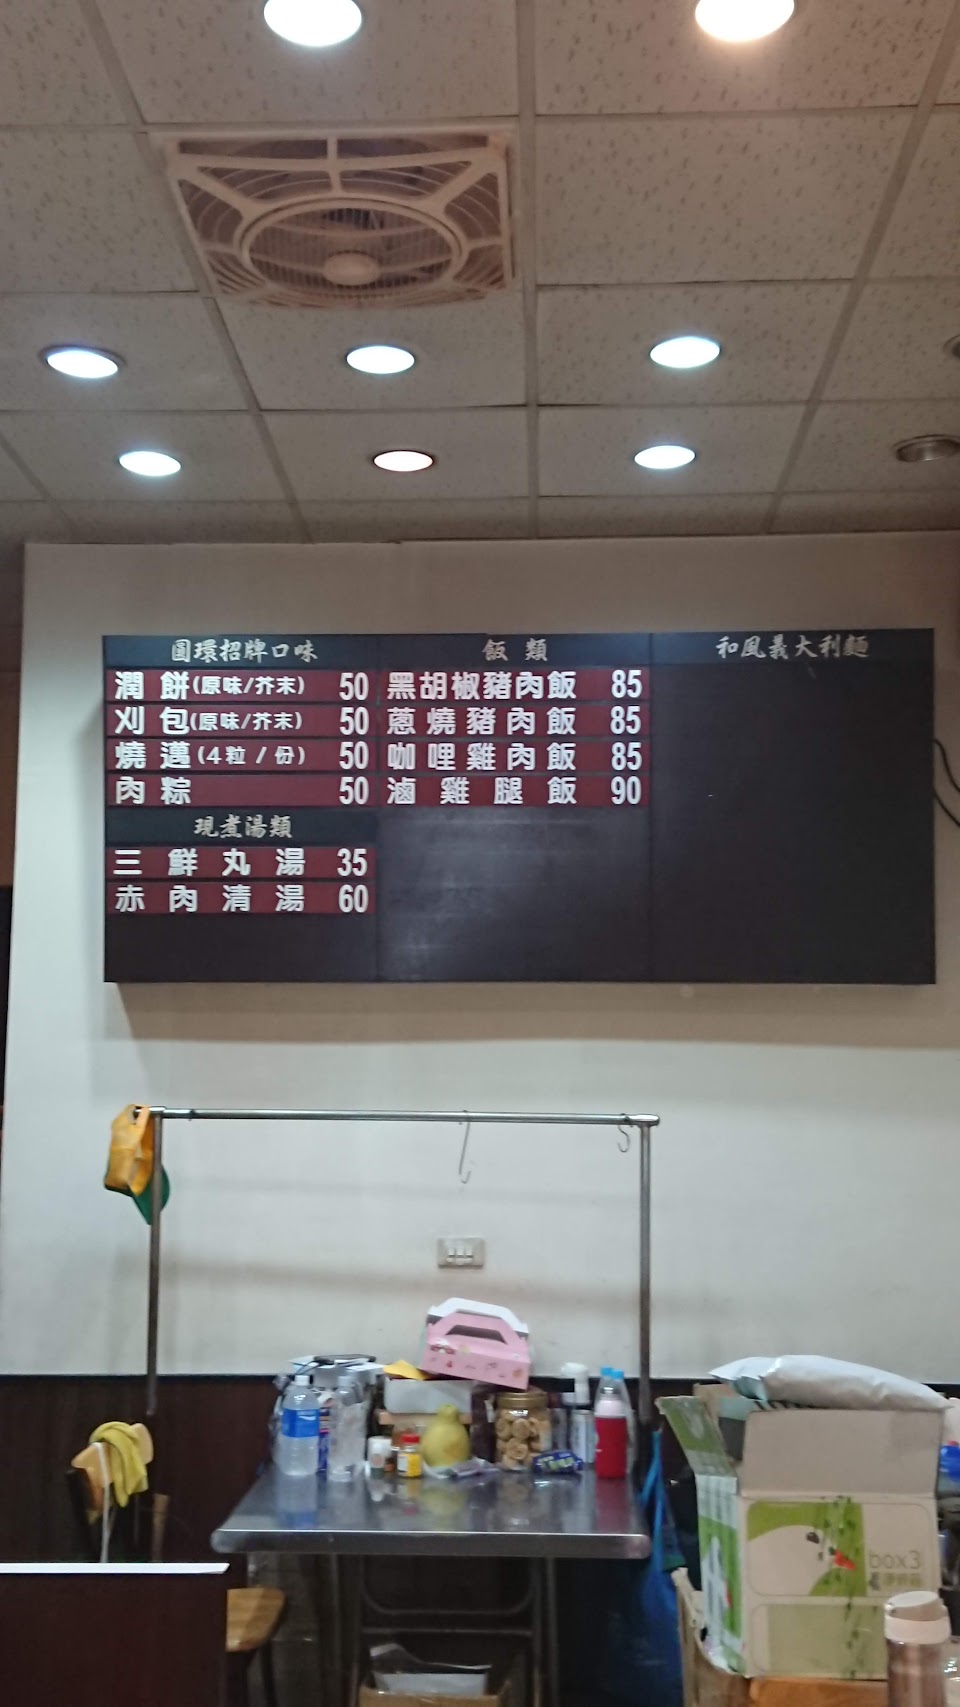 圓環招牌口味
潤餅(原味/芥末) 50
刈包(原味/芥末) 50
燒邁(4粒/份) 50
肉粽 50
現煮湯類
三鮮丸湯 35
赤肉清湯 60
飯類
黑胡椒豬肉飯 85
蔥燒豬肉飯 85
咖哩雞肉飯 85
滷雞腿飯 90
和風義大利麵
box3